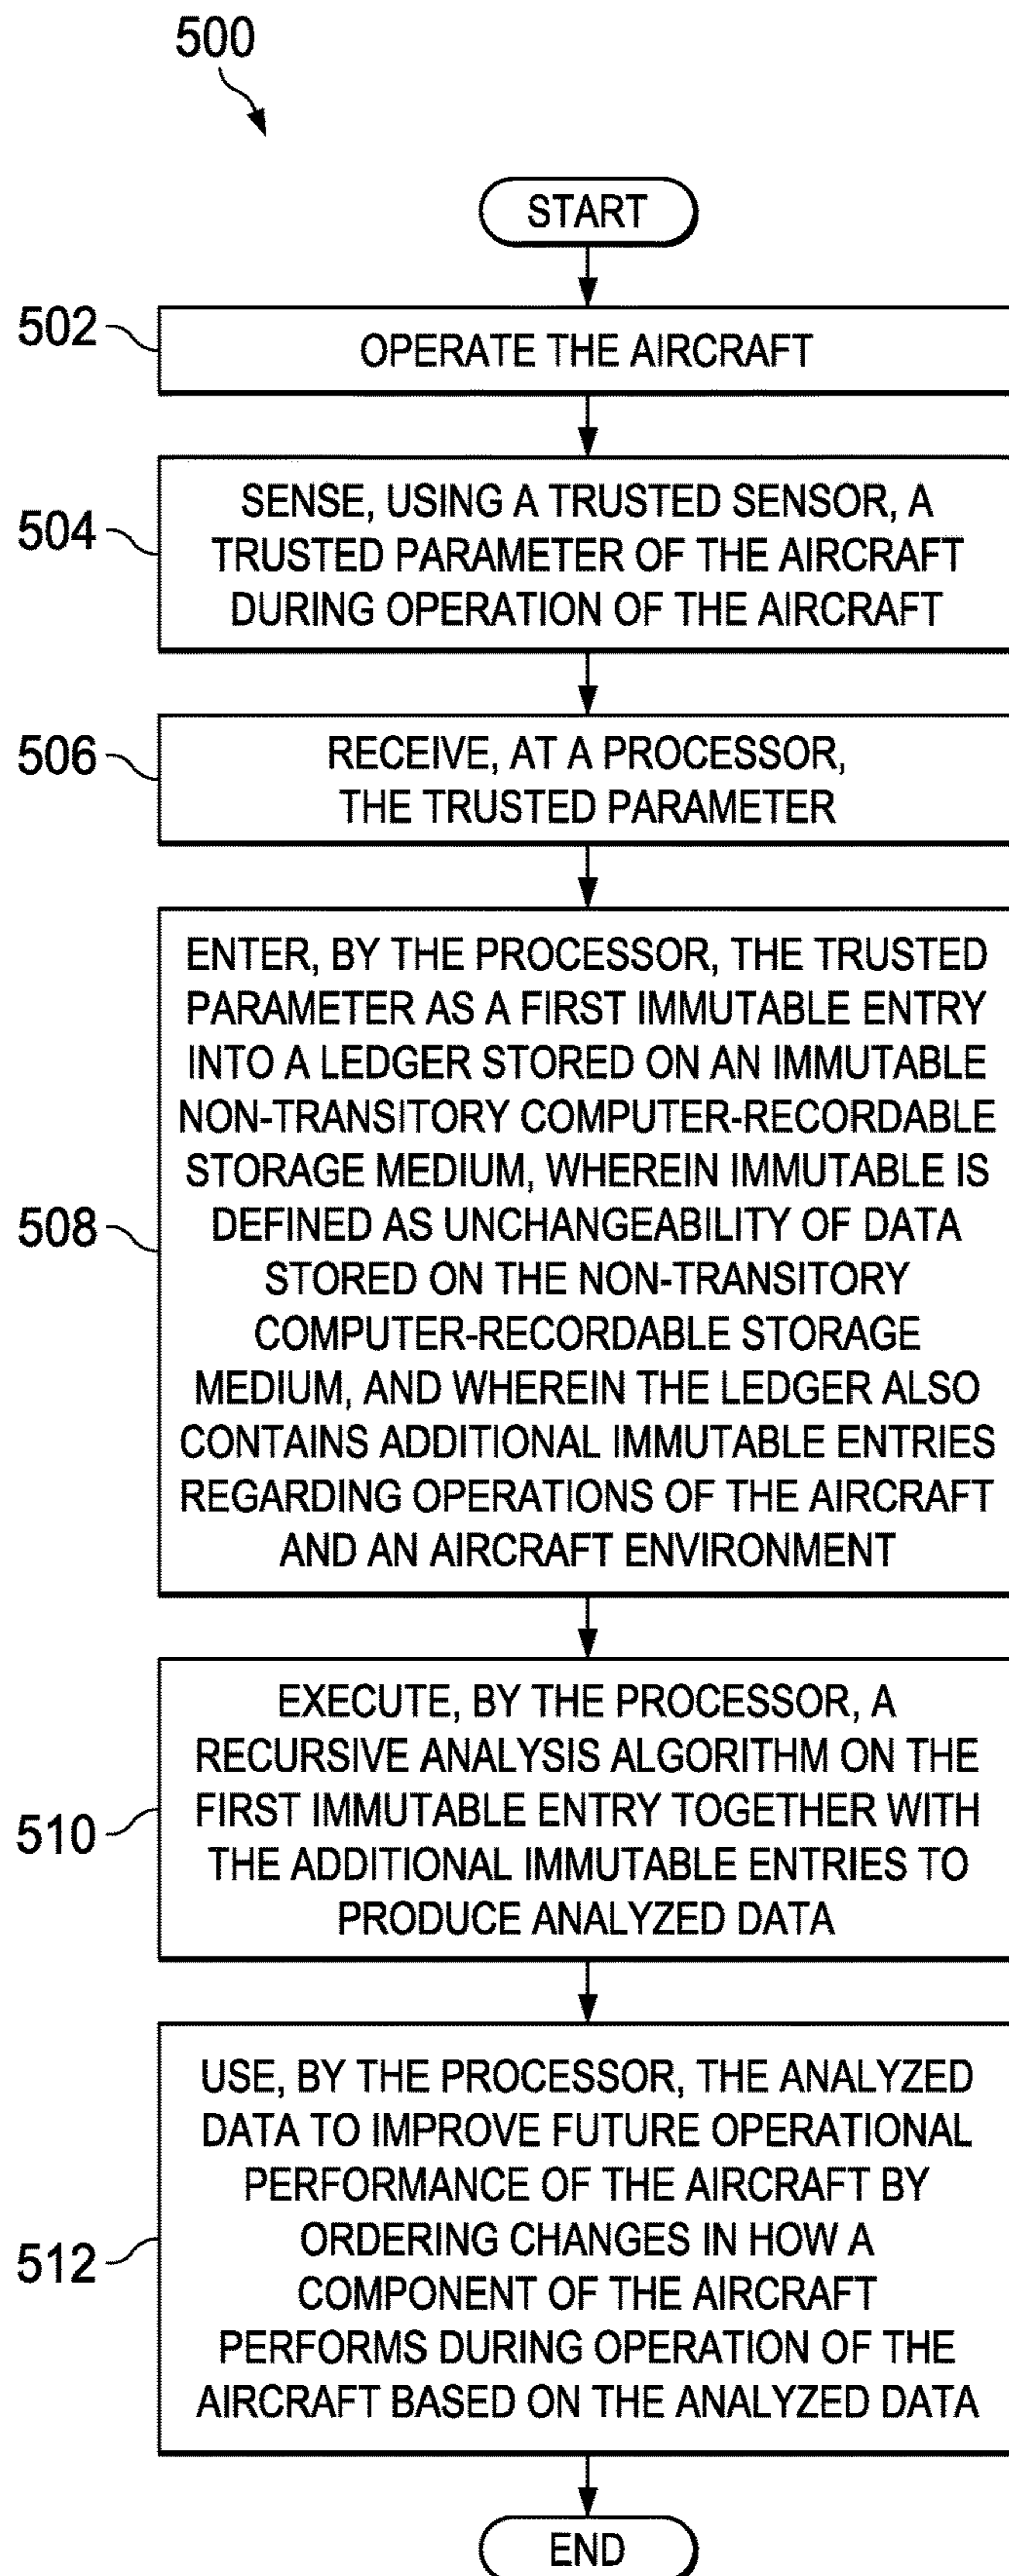 500
START
502
OPERATE THE AIRCRAFT
504
SENSE, USING A TRUSTED SENSOR, A
TRUSTED PARAMETER OF THE AIRCRAFT
DURING OPERATION OF THE AIRCRAFT
506
RECEIVE, AT A PROCESSOR,
THE TRUSTED PARAMETER
508
ENTER, BY THE PROCESSOR, THE TRUSTED
PARAMETER AS A FIRST IMMUTABLE ENTRY
INTO A LEDGER STORED ON AN IMMUTABLE
NON-TRANSITORY COMPUTER-RECORDABLE
STORAGE MEDIUM, WHEREIN IMMUTABLE IS
DEFINED AS UNCHANGEABILITY OF DATA
STORED ON THE NON-TRANSITORY
COMPUTER-RECORDABLE STORAGE
MEDIUM, AND WHEREIN THE LEDGER ALSO
CONTAINS ADDITIONAL IMMUTABLE ENTRIES
REGARDING OPERATIONS OF THE AIRCRAFT
AND AN AIRCRAFT ENVIRONMENT
510
EXECUTE, BY THE PROCESSOR, A
RECURSIVE ANALYSIS ALGORITHM ON THE
FIRST IMMUTABLE ENTRY TOGETHER WITH
THE ADDITIONAL IMMUTABLE ENTRIES TO
PRODUCE ANALYZED DATA
512
USE, BY THE PROCESSOR, THE ANALYZED
DATA TO IMPROVE FUTURE OPERATIONAL
PERFORMANCE OF THE AIRCRAFT BY
ORDERING CHANGES IN HOW A
COMPONENT OF THE AIRCRAFT
PERFORMS DURING OPERATION OF THE
AIRCRAFT BASED ON THE ANALYZED DATA
END